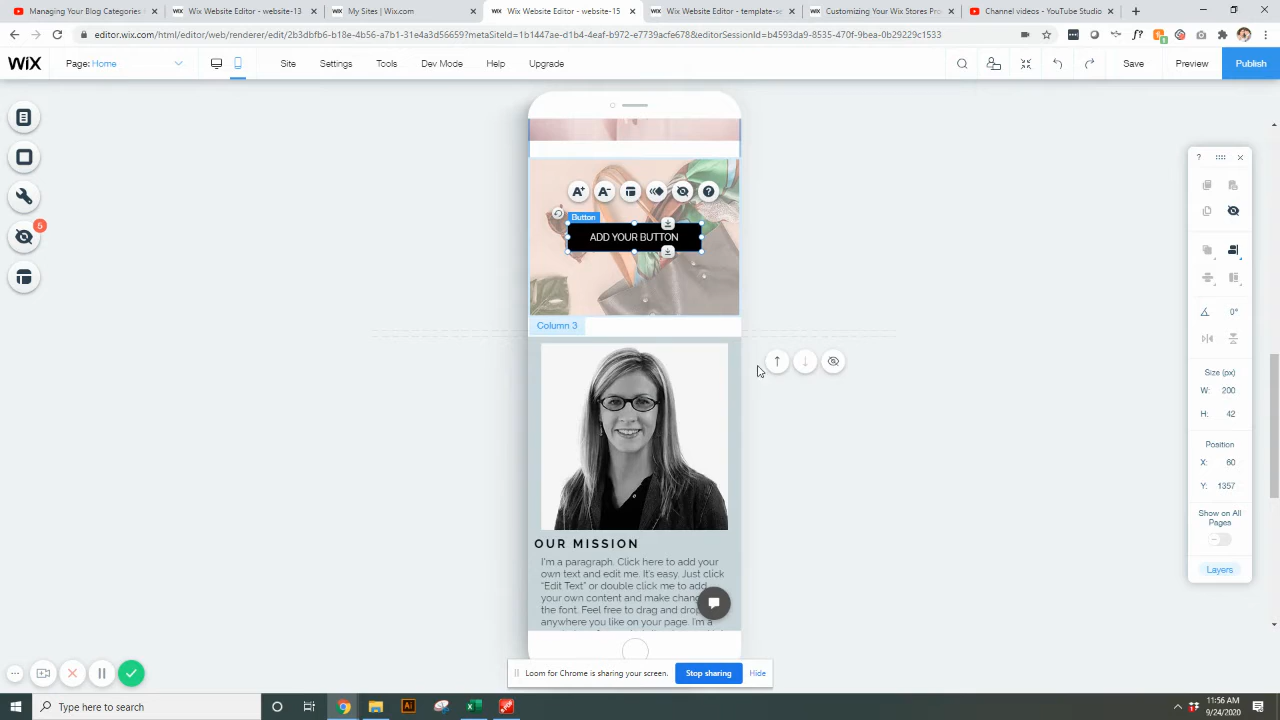 Managing Your Blog Categories
Wix Website Editor - website-13
My Sites | Wix.com
Wix Website Editor - website-15
Wix Website Editor - template-se
Customizing Your Wix Stores Pro
Channel videos - YouTube Studio
editor.wix.com/html/editor/web/renderer/edit/2b3dbfb6-b18e-4b56-a7b1-31e4a3d56659?metaSiteId=1b1447ae-d1b4-4eaf-b972-e7739acfe678&editorSessionId=b4593da9-8535-470f-9bea-0b29229c1533
WiX
Page: Home
Site
Settings
Tools
Dev Mode
Help
Upgrade
Save
Preview
Publish
5
Button
ADD YOUR BUTTON
Column 3
OUR MISSION
I'm a paragraph. Click here to add your
own text and edit me. It's easy. Just click
"Edit Text" or double click me to add
your own content and make chan
the font. Feel free to drag and drop
anywhere you like on your page. I'm a
0°
Size (px)
W: 200
H: 42
Position
X: 60
Y: 1357
Show on All
Pages
Layers
Loom for Chrome is sharing your screen.
Stop sharing
Hide
Type here to search
11:56 AM
9/24/2020